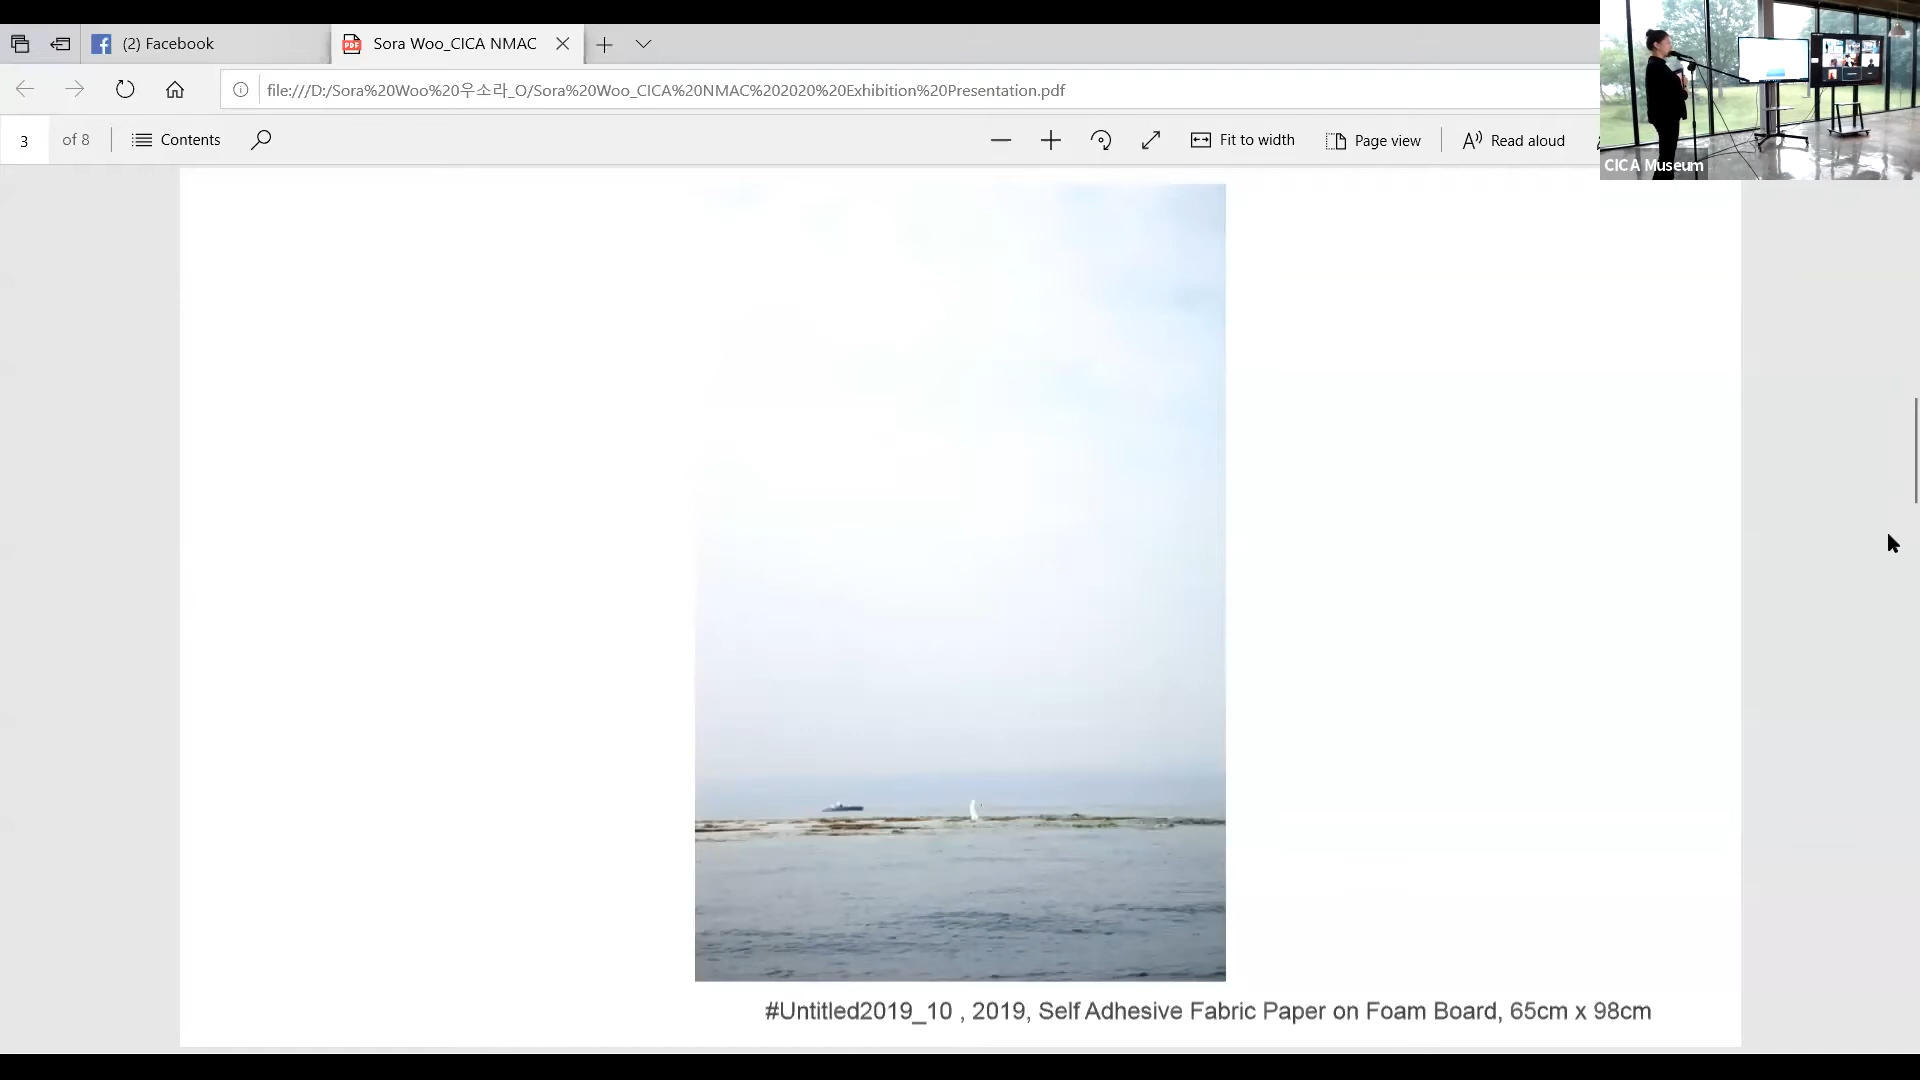 (2) Facebook
Sora Woo_CICA NMAC
file:///D:/Sora%20Woo%20우소라_O/Sora%20Woo_CICA%20NMAC%202020%20Exhibition%20Presentation.pdf
3 of 8 Contents Fit to width Page view Read aloud
CICA Museum
#Untitled2019_10 , 2019, Self Adhesive Fabric Paper on Foam Board, 65cm x 98cm